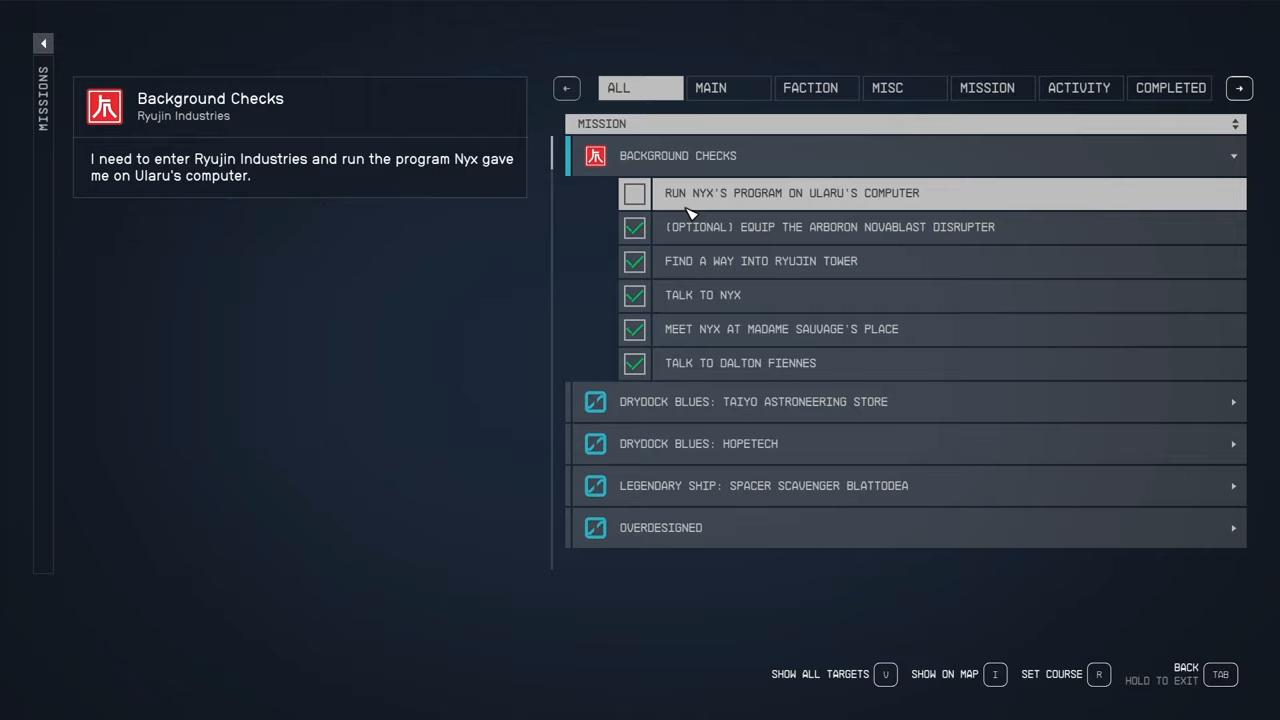 MISSIONS
Background Checks
Ryujin Industries
I need to enter Ryujin Industries and run the program Nyx gave
me on Ularu's computer.
ALL
MAIN
FACTION
MISC
MISSION
ACTIVITY
COMPLETED
MISSION
BACKGROUND CHECKS
RUN NYX'S PROGRAM ON ULARU'S COMPUTER
(OPTIONAL) EQUIP THE ARBORON NOVABLAST DISRUPTER
FIND A WAY INTO RYUJIN TOWER
TALK TO NYX
MEET NYX AT MADAME SAUVAGE'S PLACE
TALK TO DALTON FIENNES
DRYDOCK BLUES: TAIYO ASTRONEERING STORE
DRYDOCK BLUES: HOPETECH
LEGENDARY SHIP: SPACER SCAVENGER BLATTODEA
OVERDESIGNED
SHOW ALL TARGETS V
SHOW ON MAP I
SET COURSE R
BACK
HOLD TO EXIT
TAB